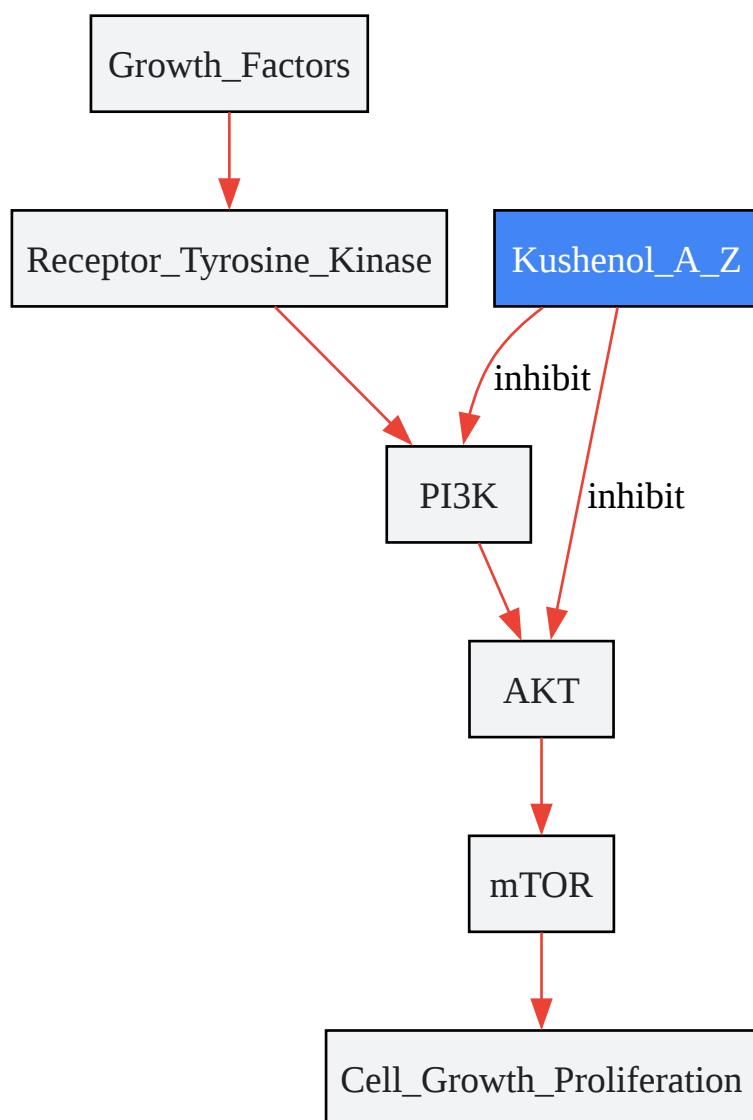 Growth_Factors
Receptor_Tyrosine_Kinase
Kushenol_A_Z
inhibit
PI3K
inhibit
AKT
mTOR
Cell_Growth_Proliferation